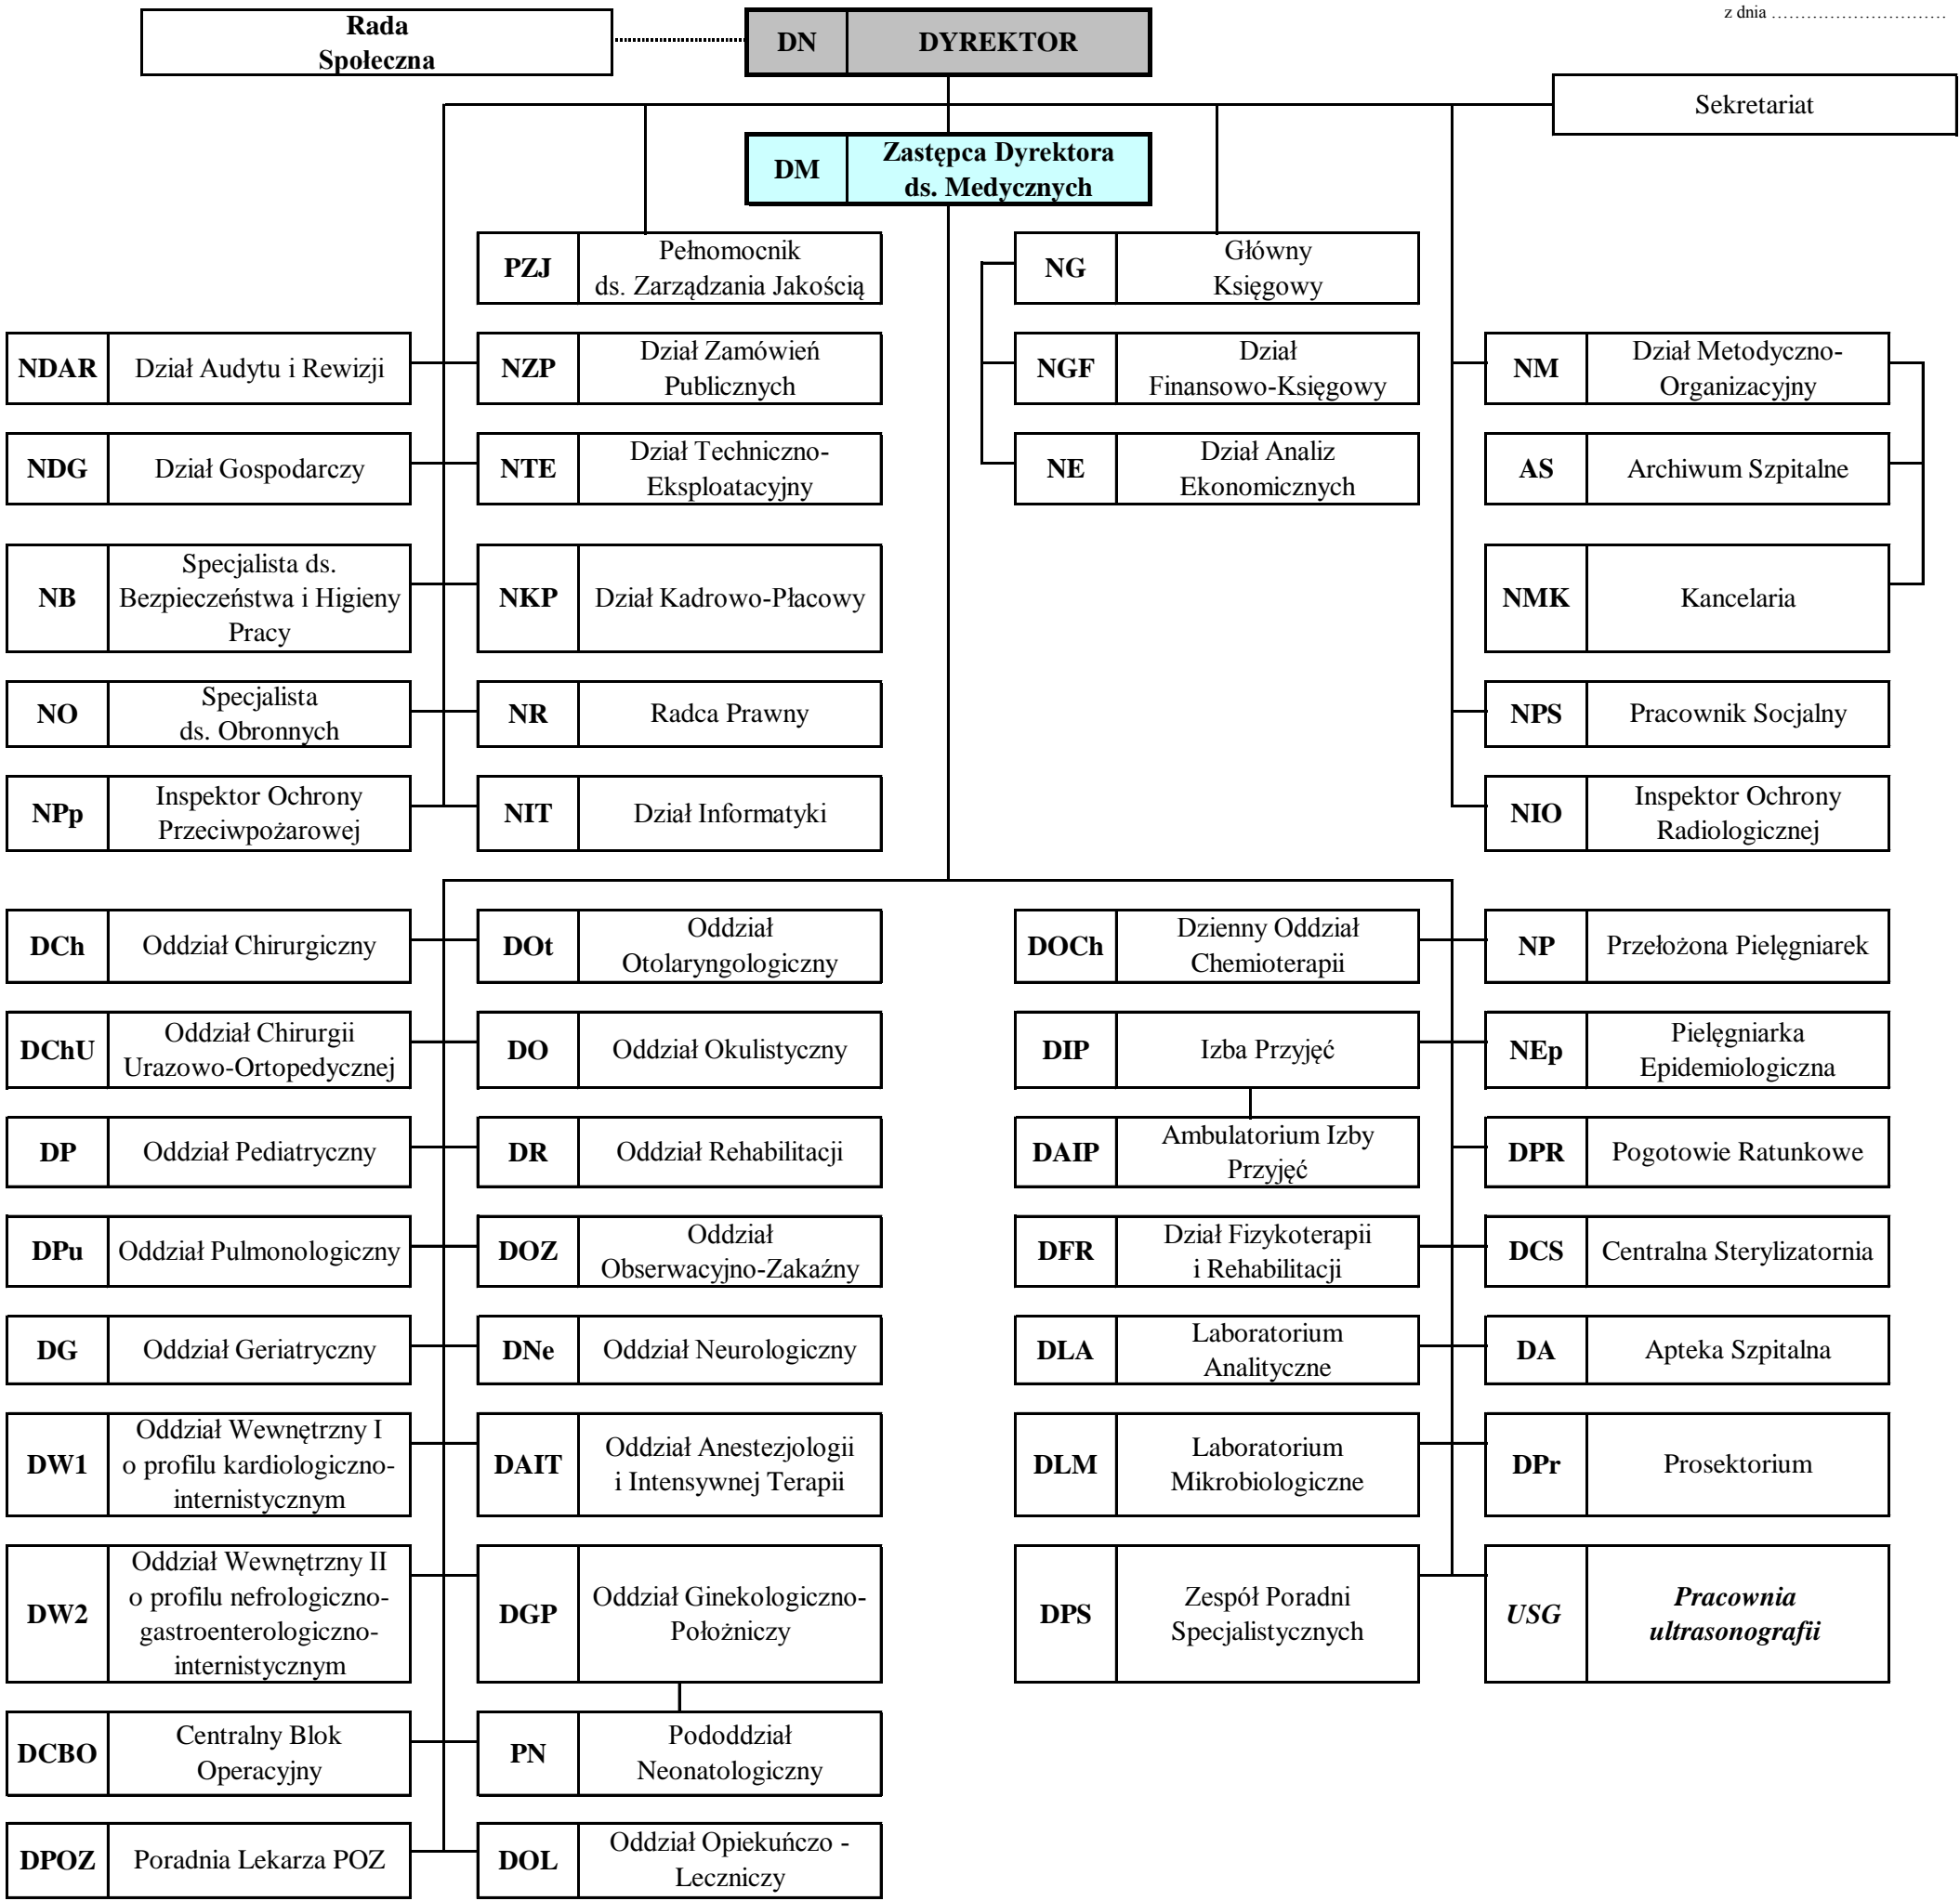 z dnia …………………………
Rada
Społeczna
DN
DYREKTOR
Sekretariat
DM
Zastępca Dyrektora
ds. Medycznych
PZJ
Pełnomocnik
ds. Zarządzania Jakością
NG
Główny
Księgowy
NDAR
Dział Audytu i Rewizji
NZP
Dział Zamówień
Publicznych
NGF
Dział
Finansowo-Księgowy
NM
Dział Metodyczno-
Organizacyjny
NDG
Dział Gospodarczy
NTE
Dział Techniczno-
Eksploatacyjny
NE
Dział Analiz
Ekonomicznych
AS
Archiwum Szpitalne
NB
Specjalista ds.
Bezpieczeństwa i Higieny
Pracy
NKP
Dział Kadrowo-Płacowy
NMK
Kancelaria
NO
Specjalista
ds. Obronnych
NR
Radca Prawny
NPS
Pracownik Socjalny
NPp
Inspektor Ochrony
Przeciwpożarowej
NIT
Dział Informatyki
NIO
Inspektor Ochrony
Radiologicznej
DCh
Oddział Chirurgiczny
DOt
Oddział
Otolaryngologiczny
DOCh
Dzienny Oddział
Chemioterapii
NP
Przełożona Pielęgniarek
DChU
Oddział Chirurgii
Urazowo-Ortopedycznej
DO
Oddział Okulistyczny
DIP
Izba Przyjęć
NEp
Pielęgniarka
Epidemiologiczna
DP
Oddział Pediatryczny
DR
Oddział Rehabilitacji
DAIP
Ambulatorium Izby
Przyjęć
DPR
Pogotowie Ratunkowe
DPu
Oddział Pulmonologiczny
DOZ
Oddział
Obserwacyjno-Zakaźny
DFR
Dział Fizykoterapii
i Rehabilitacji
DCS
Centralna Sterylizatornia
DG
Oddział Geriatryczny
DNe
Oddział Neurologiczny
DLA
Laboratorium
Analityczne
DA
Apteka Szpitalna
DW1
Oddział Wewnętrzny I
o profilu kardiologiczno-
internistycznym
DAIT
Oddział Anestezjologii
i Intensywnej Terapii
DLM
Laboratorium
Mikrobiologiczne
DPr
Prosektorium
DW2
Oddział Wewnętrzny II
o profilu nefrologiczno-
gastroenterologiczno-
internistycznym
DGP
Oddział Ginekologiczno-
Położniczy
DPS
Zespół Poradni
Specjalistycznych
USG
Pracownia
ultrasonografii
DCBO
Centralny Blok
Operacyjny
PN
Pododdział
Neonatologiczny
DPOZ
Poradnia Lekarza POZ
DOL
Oddział Opiekuńczo -
Leczniczy